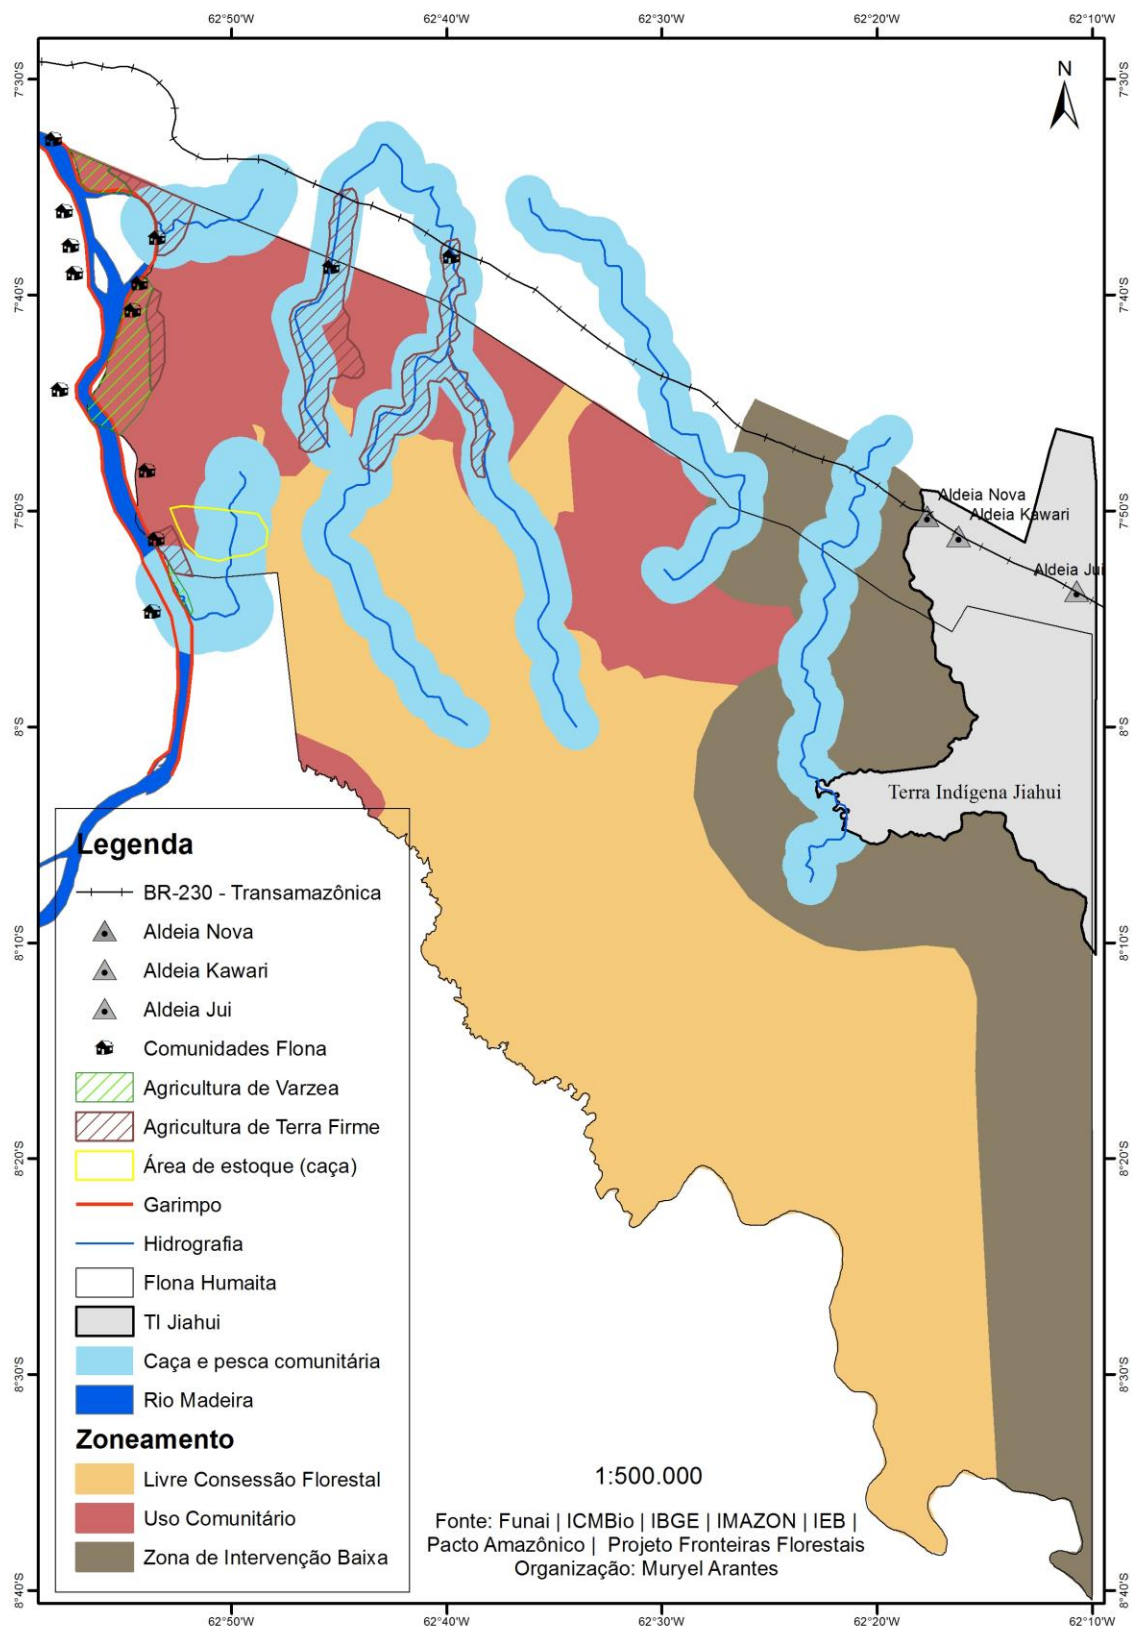 62°50'W
62°40'W
62°30'W
62°20'W
62°10'W
7°30'S
7°30'S
N
7°40'S
7°40'S
7°50'S
7°50'S
Aldeia Nova
Aldeia Kawari
Aldeia Jui
8°S
8°S
Terra Indígena Jiahui
Legenda
BR-230 - Transamazônica
Aldeia Nova
Aldeia Kawari
Aldeia Jui
Comunidades Flona
Agricultura de Varzea
Agricultura de Terra Firme
Área de estoque (caça)
Garimpo
Hidrografia
Flona Humaita
TI Jiahui
Caça e pesca comunitária
Rio Madeira
Zoneamento
Livre Consessão Florestal
Uso Comunitário
Zona de Intervenção Baixa
8°10'S
8°10'S
8°20'S
8°20'S
8°30'S
8°30'S
1:500.000
Fonte: Funai | ICMBio | IBGE | IMAZON | IEB |
Pacto Amazônico | Projeto Fronteiras Florestais
Organização: Muryel Arantes
8°40'S
8°40'S
62°50'W
62°40'W
62°30'W
62°20'W
62°10'W